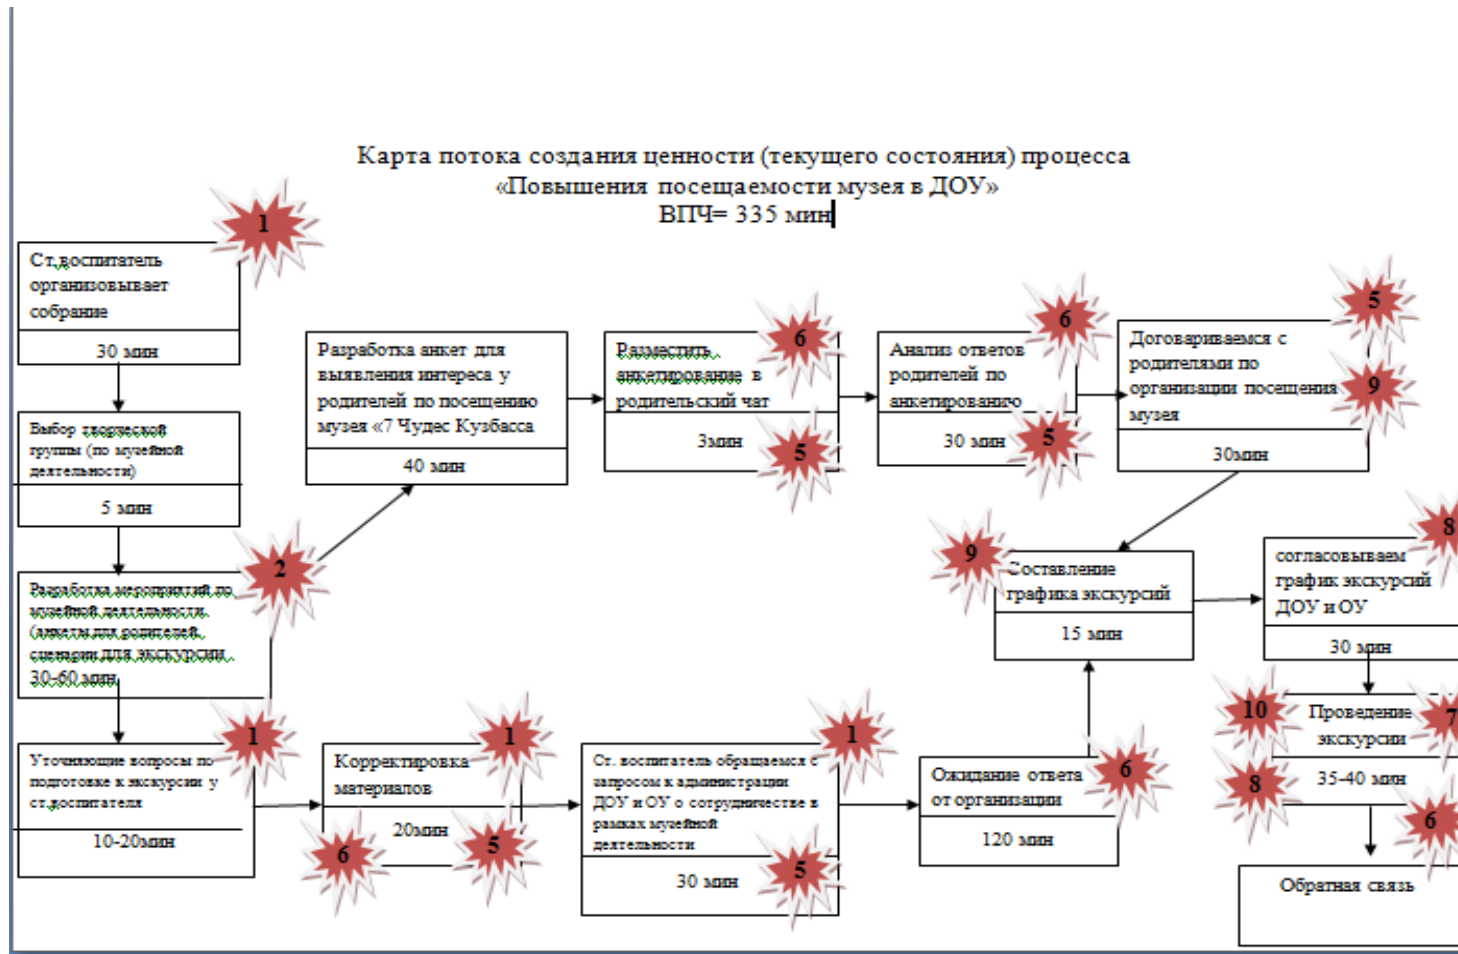 Карта потока создания ценности (текущего состояния) процесса
«Повышения посещаемости музея в ДОУ»
ВПЧ= 335 мин
1
Ст.воспитатель
организовывает
собрание
30 мин
Выбор творческой
группы (по музейной
деятельности)
5 мин
2
Разработка мероприятий по
музейной деятельности.
(анкеты для родителей,
сценарии для экскурсии
30-60 мин
Разработка анкет для
выявления интереса у
родителей по посещению
музея «7 Чудес Кузбасса
40 мин
6
Разместить
анкетирование в
родительский чат
3мин
5
6
Анализ ответов
родителей по
анкетированию
30 мин
5
5
Договариваемся с
родителями по
организации посещения
музея
9
30мин
9
Составление
графика экскурсий
15 мин
8
согласовываем
график экскурсий
ДОУ и ОУ
30 мин
1
Уточняющие вопросы по
подготовке к экскурсии у
ст.воспитателя
10-20мин
1
Корректировка
материалов
20мин
6
5
1
Ст. воспитатель обращаемся с
запросом к администрации
ДОУ и ОУ о сотрудничестве в
рамках музейной
деятельности
30 мин
5
6
Ожидание ответа
от организации
120 мин
10
7
Проведение
экскурсии
35-40 мин
8
6
Обратная связь